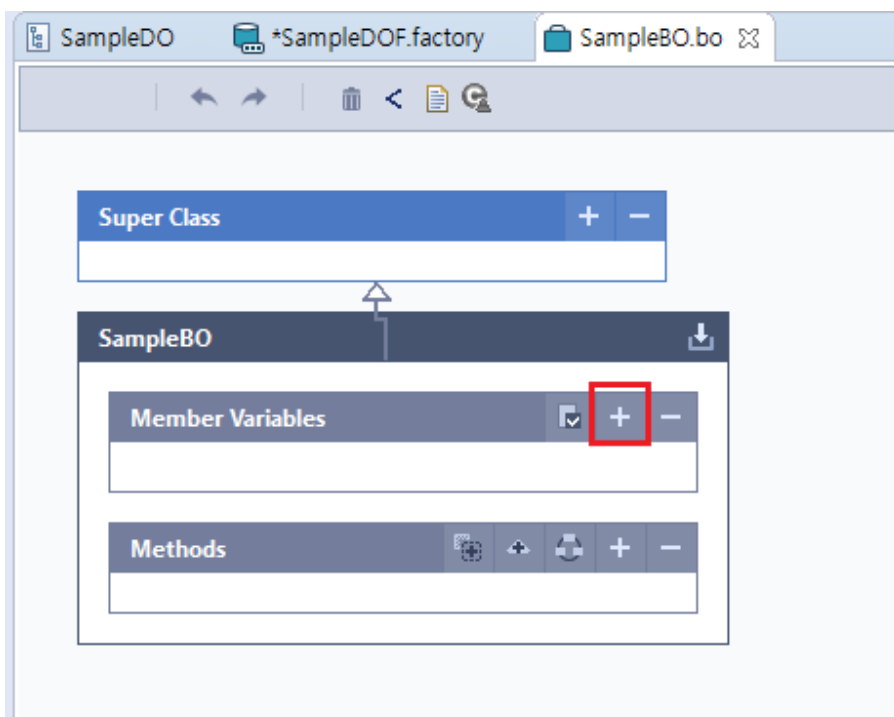 SampleDO *SampleDOF.factory SampleBO.bo
Super Class
SampleBO
Member Variables
Methods